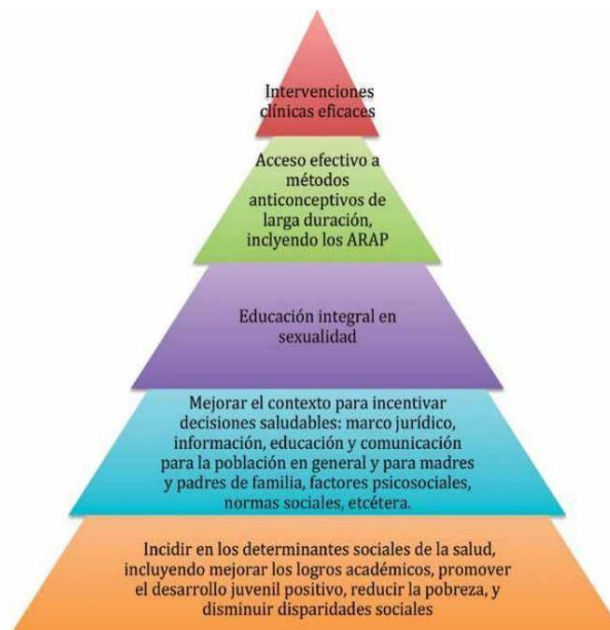 Intervenciones
clínicas eficaces
Acceso efectivo a
métodos
anticonceptivos de
larga duración,
inclyendo los ARAP
Educación integral en
sexualidad
Mejorar el contexto para incentivar
decisiones saludables: marco jurídico,
información, educación y comunicación
para la población en general y para madres
y padres de familia, factores psicosociales,
normas sociales, etcétera.
Incidir en los determinantes sociales de la salud,
incluyendo mejorar los logros académicos, promover
el desarrollo juvenil positivo, reducir la pobreza, y
disminuir disparidades sociales